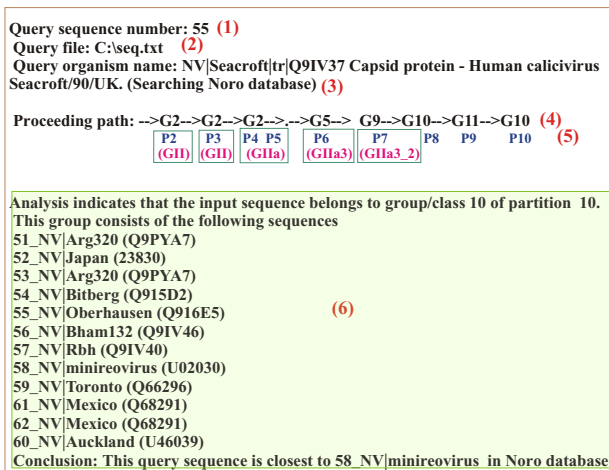 Query sequence number: 55 (1)
Query file: C:\seq.txt (2)
Query organism name: NV|Seacroft|tr|Q9IV37 Capsid protein - Human calicivirus
Seacroft/90/UK. (Searching Noro database) (3)
Proceeding path: -->G2-->G2-->G2-->.-->G5--> G9-->G10-->G11-->G10 (4)
P2 P3 P4 P5 P6 P7 P8 P9 P10 (5)
(GII) (GII) (GIIa) (GIIa3) (GIIa3_2)
Analysis indicates that the input sequence belongs to group/class 10 of partition 10.
This group consists of the following sequences
51_NV|Arg320 (Q9PYA7)
52_NV|Japan (23830)
53_NV|Arg320 (Q9PYA7)
54_NV|Bitberg (Q915D2)
55_NV|Oberhausen (Q916E5) (6)
56_NV|Bham132 (Q9IV46)
57_NV|Rbh (Q9IV40)
58_NV|minireovirus (U02030)
59_NV|Toronto (Q66296)
61_NV|Mexico (Q68291)
62_NV|Mexico (Q68291)
60_NV|Auckland (U46039)
Conclusion: This query sequence is closest to 58_NV|minireovirus in Noro database